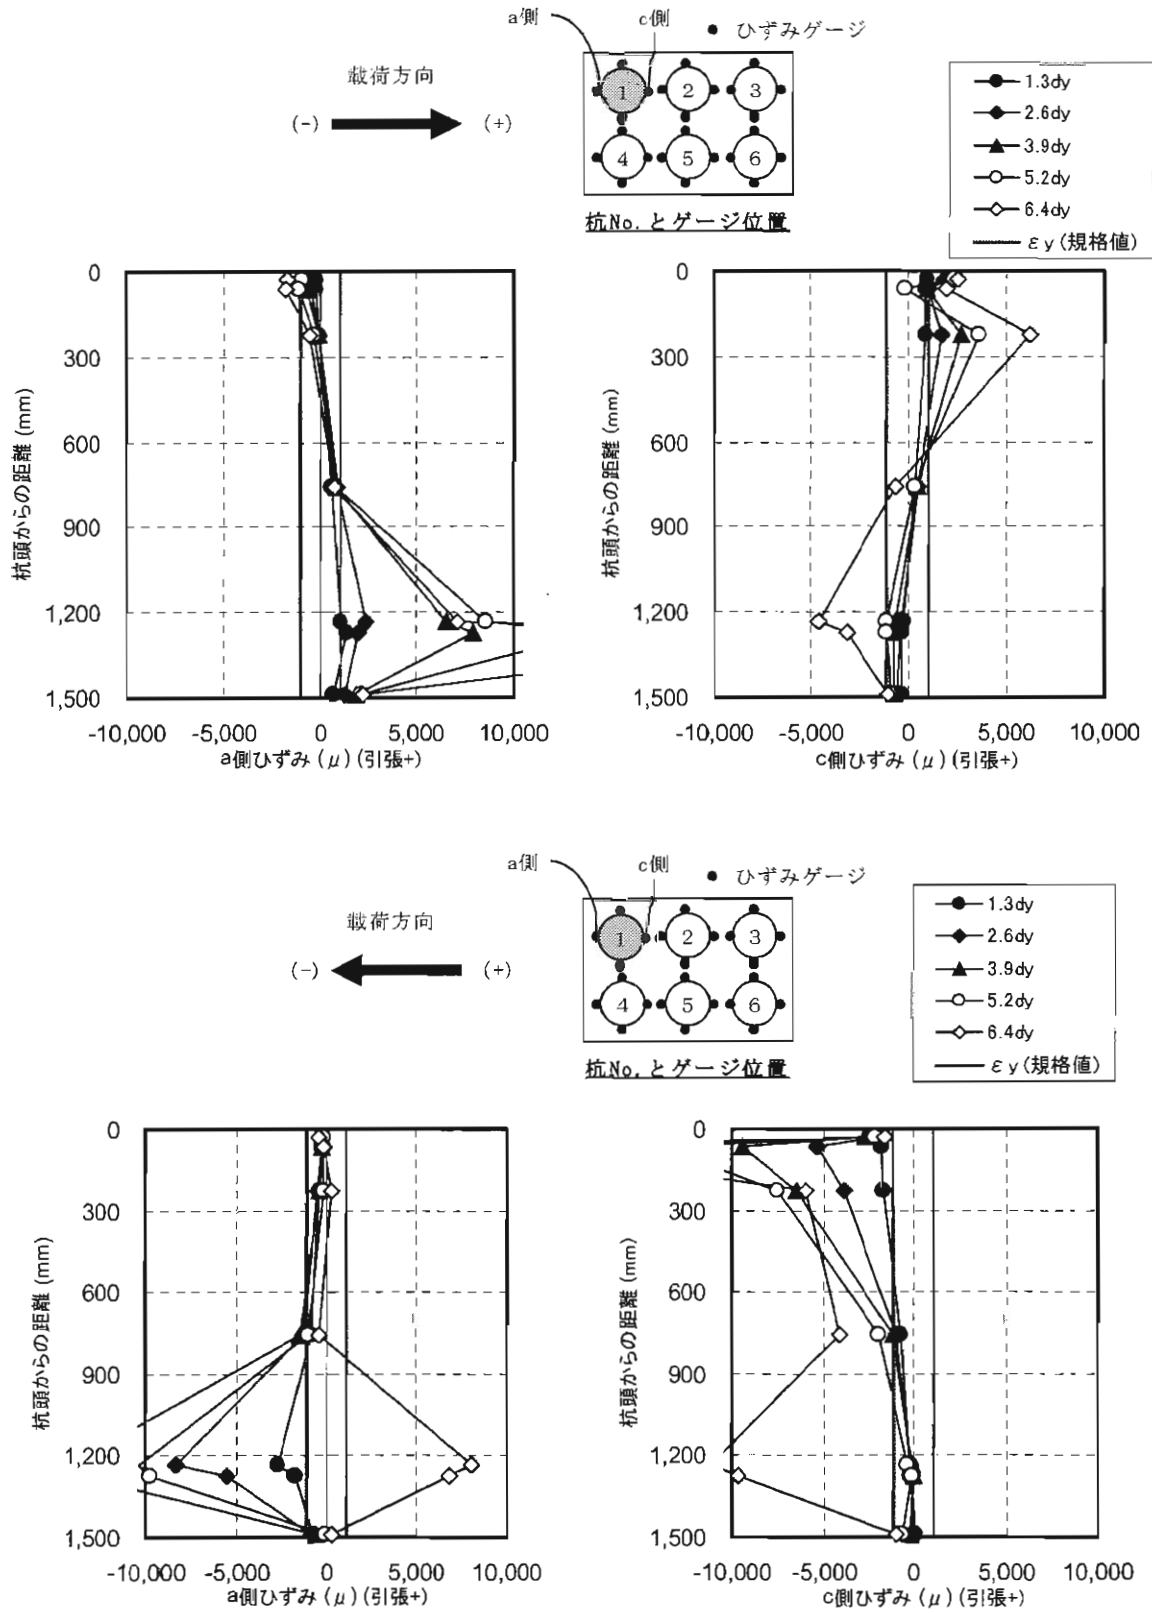 a側
c側
ひずみゲージ
載荷方向
(-)
(+)
1
2
3
4
5
6
杭No.とゲージ位置
1.3dy
2.6dy
3.9dy
5.2dy
6.4dy
εy(規格値)
0
300
600
900
1,200
1,500
杭頭からの距離 (mm)
-10,000
-5,000
0
5,000
10,000
a側ひずみ (μ) (引張+)
0
300
600
900
1,200
1,500
杭頭からの距離 (mm)
-10,000
-5,000
0
5,000
10,000
c側ひずみ (μ) (引張+)
a側
c側
ひずみゲージ
載荷方向
(-)
(+)
1
2
3
4
5
6
杭No.とゲージ位置
1.3dy
2.6dy
3.9dy
5.2dy
6.4dy
εy(規格値)
0
300
600
900
1,200
1,500
杭頭からの距離 (mm)
-10,000
-5,000
0
5,000
10,000
a側ひずみ (μ) (引張+)
0
300
600
900
1,200
1,500
杭頭からの距離 (mm)
-10,000
-5,000
0
5,000
10,000
c側ひずみ (μ) (引張+)